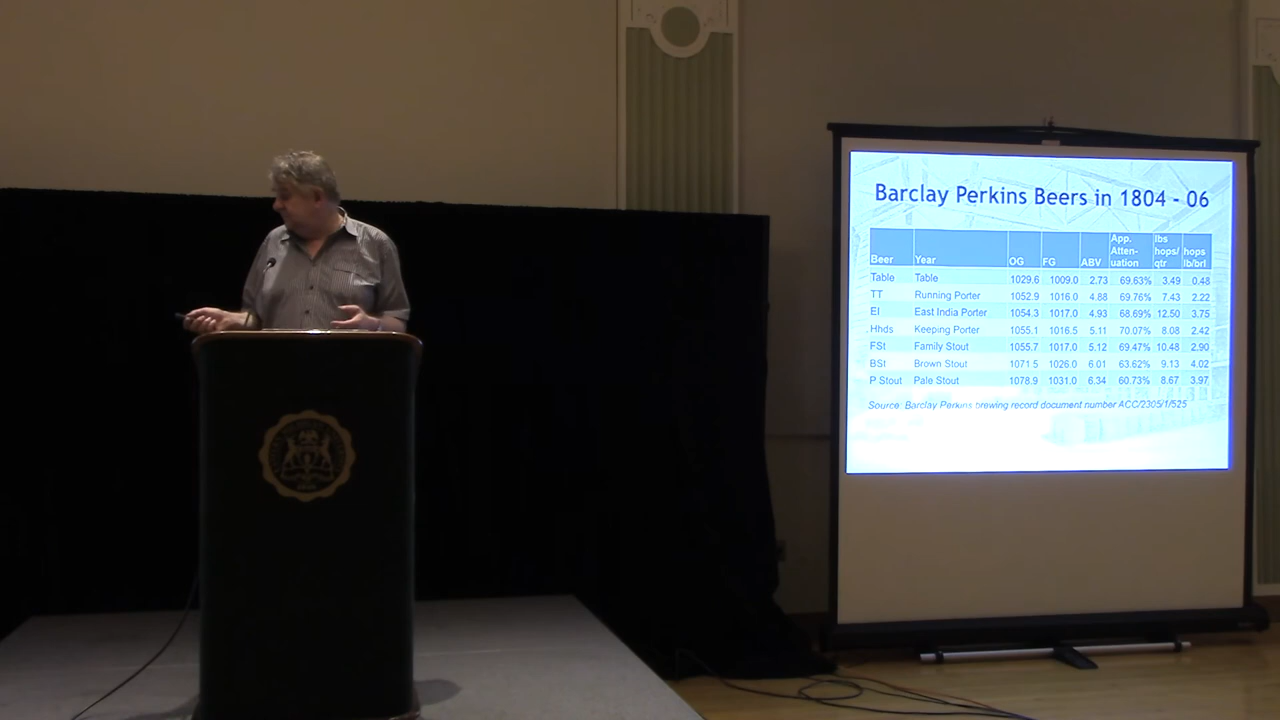 Barclay Perkins Beers in 1804 - 06
Beer Year OG FG ABV App. Atten- uation lbs hops/ qtr hops lb/brl
Table Table 1029.6 1009.0 2.73 69.63% 3.49 0.48
TT Running Porter 1052.9 1016.0 4.88 69.76% 7.43 2.22
EI East India Porter 1054.3 1017.0 4.93 68.69% 12.50 3.75
Hhds Keeping Porter 1055.1 1016.5 5.11 70.07% 8.08 2.42
FSt Family Stout 1055.7 1017.0 5.12 69.47% 10.48 2.90
BSt Brown Stout 1071.5 1026.0 6.01 63.62% 9.13 4.02
P Stout Pale Stout 1078.9 1031.0 6.34 60.73% 8.67 3.97
Source: Barclay Perkins brewing record document number ACC/2305/1/525